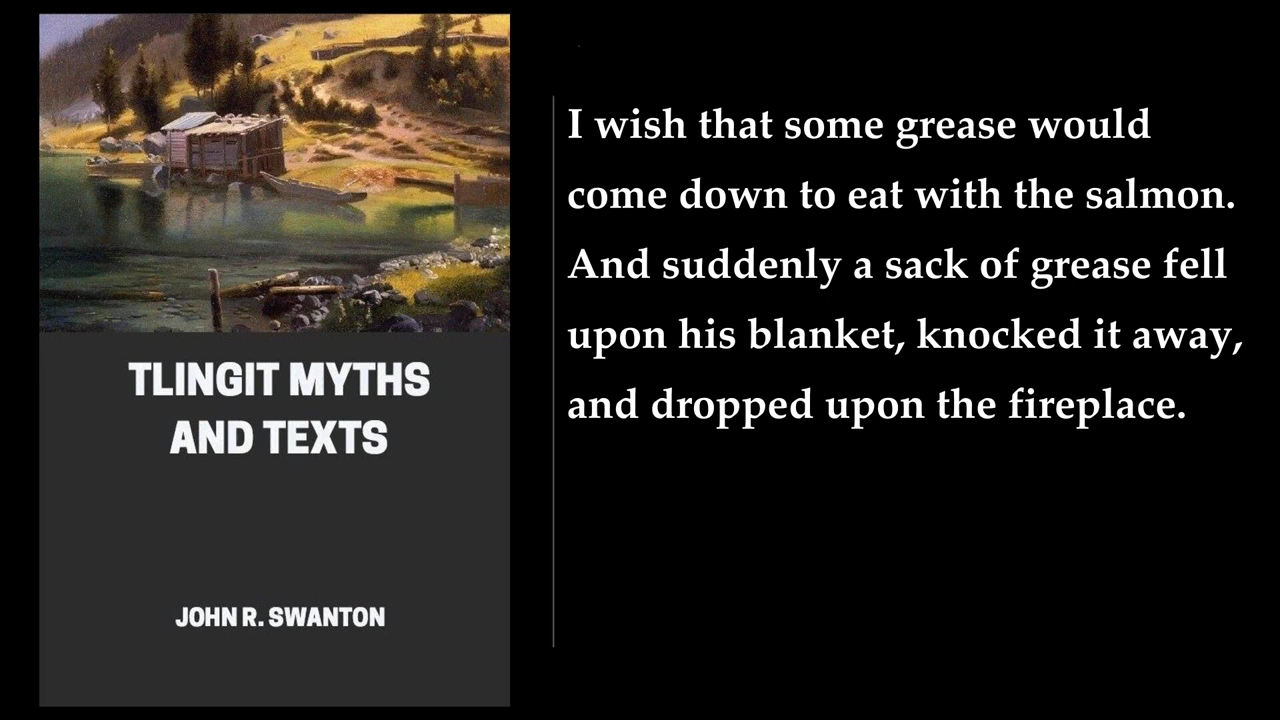 TLINGIT MYTHS
AND TEXTS
JOHN R. SWANTON
I wish that some grease would
come down to eat with the salmon.
And suddenly a sack of grease fell
upon his blanket, knocked it away,
and dropped upon the fireplace.